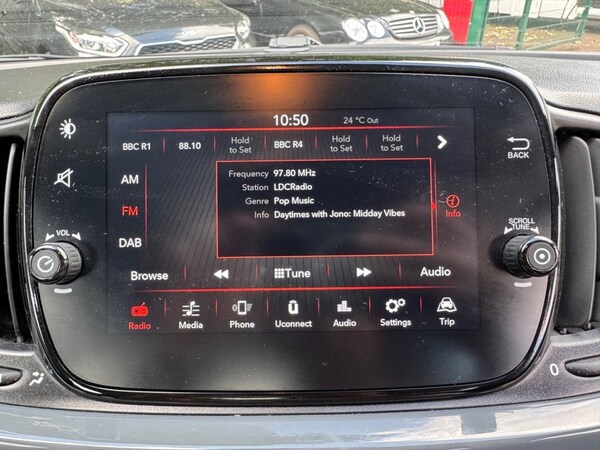 10:50 24 °C Out
BBC R1 88.10 Hold to Set BBC R4 Hold to Set Hold to Set
BACK
AM
FM
DAB
Frequency 97.80 MHz
Station LDCRadio
Genre Pop Music
Info Daytimes with Jono: Midday Vibes
Info
VOL
SCROLL
TUNE
Browse Tune Audio
Radio Media Phone Uconnect Audio Settings Trip
0